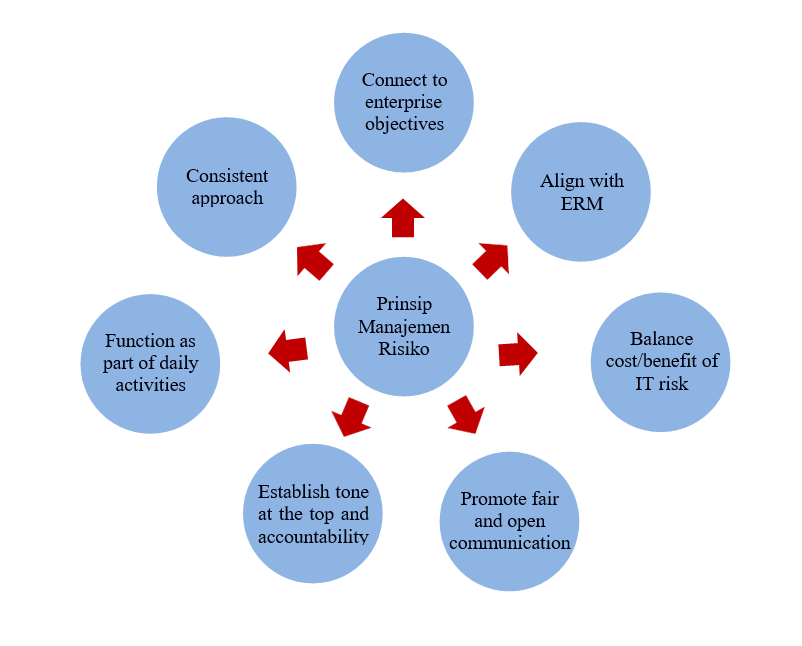 Connect to
enterprise
objectives
Consistent
approach
Align with
ERM
Prinsip
Manajemen
Risiko
Function as
part of daily
activities
Balance
cost/benefit of
IT risk
Establish tone
at the top and
accountability
Promote fair
and open
communication